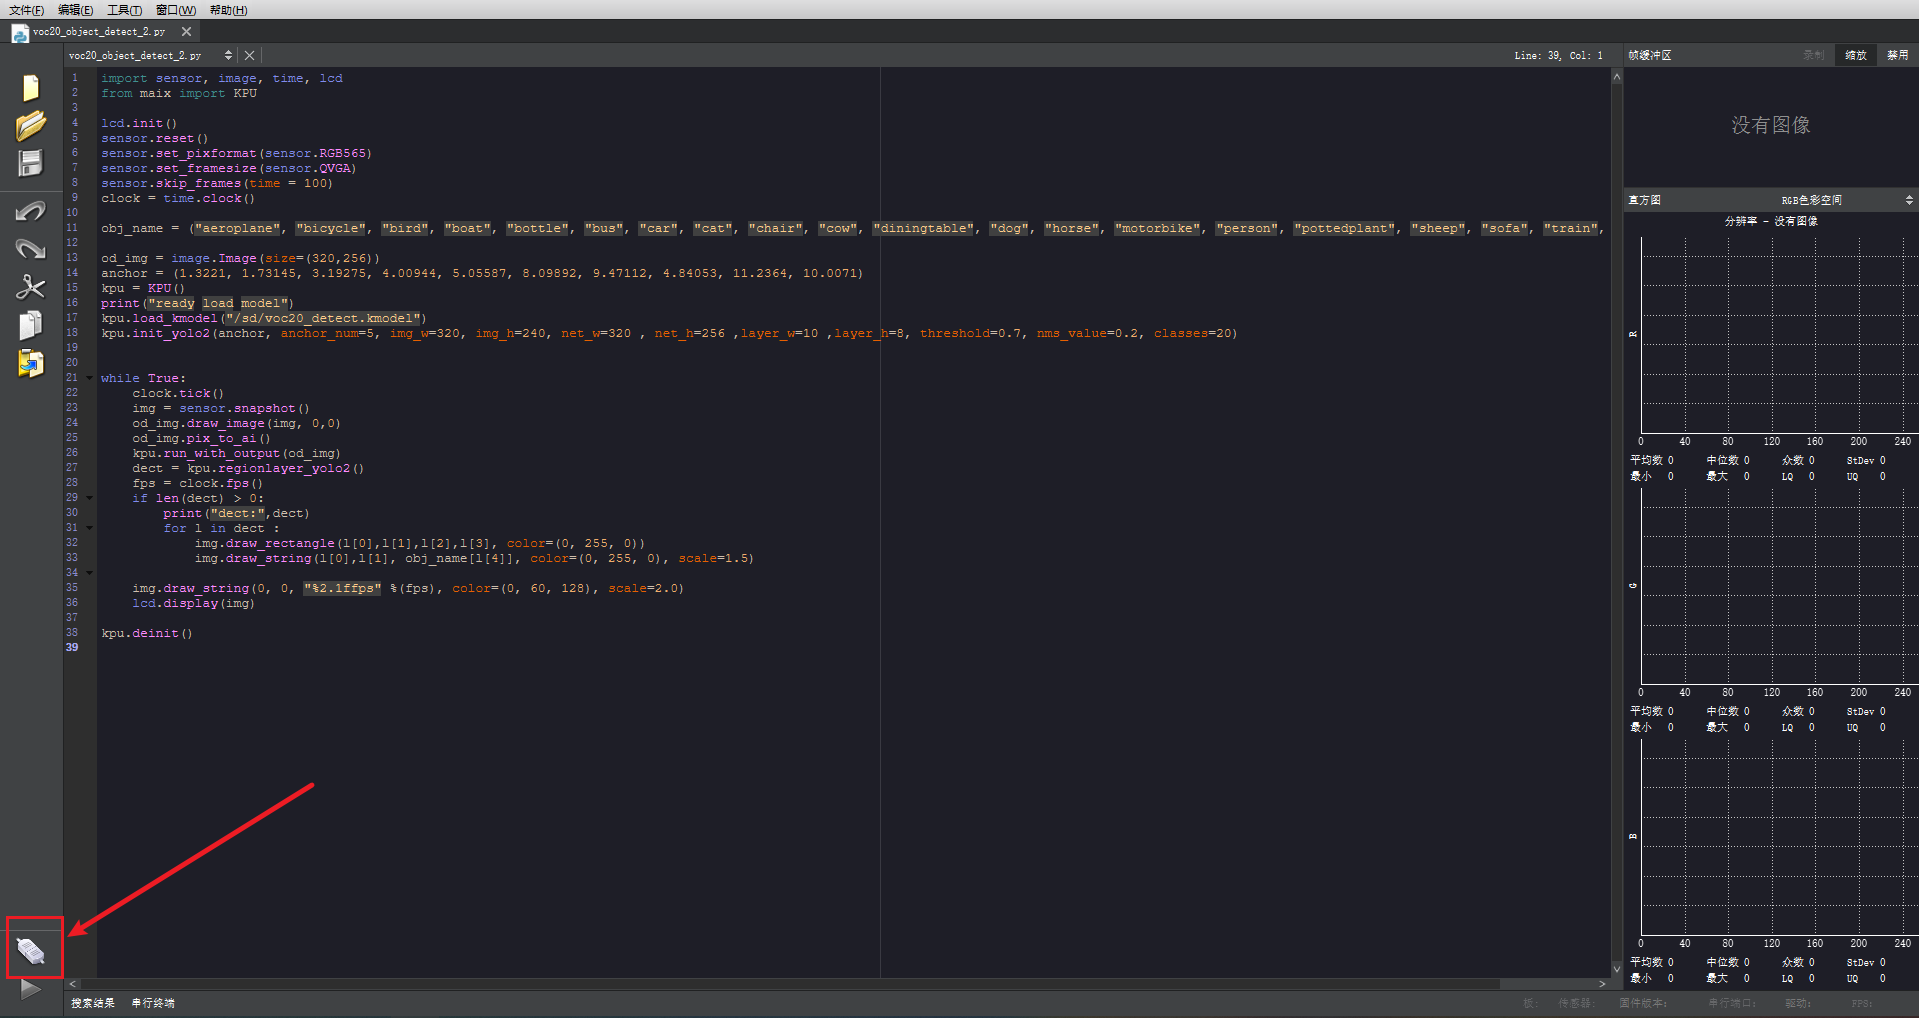 文件(F) 编辑(E) 工具(T) 窗口(W) 帮助(H)
voc20_object_detect_2.py
voc20_object_detect_2.py
Line: 39, Col: 1
帧缓冲区 录制 缩放 禁用
1 import sensor, image, time, lcd
2 from maix import KPU
3
4 lcd.init()
5 sensor.reset()
6 sensor.set_pixformat(sensor.RGB565)
7 sensor.set_framesize(sensor.QVGA)
8 sensor.skip_frames(time = 100)
9 clock = time.clock()
10
11 obj_name = ("aeroplane", "bicycle", "bird", "boat", "bottle", "bus", "car", "cat", "chair", "cow", "diningtable", "dog", "horse", "motorbike", "person", "pottedplant", "sheep", "sofa", "train",
12
13 od_img = image.Image(size=(320,256))
14 anchor = (1.3221, 1.73145, 3.19275, 4.00944, 5.05587, 8.09892, 9.47112, 4.84053, 11.2364, 10.0071)
15 kpu = KPU()
16 print("ready load model")
17 kpu.load_kmodel("/sd/voc20_detect.kmodel")
18 kpu.init_yolo2(anchor, anchor_num=5, img_w=320, img_h=240, net_w=320 , net_h=256 ,layer_w=10 ,layer_h=8, threshold=0.7, nms_value=0.2, classes=20)
19
20
21 while True:
22 clock.tick()
23 img = sensor.snapshot()
24 od_img.draw_image(img, 0,0)
25 od_img.pix_to_ai()
26 kpu.run_with_output(od_img)
27 dect = kpu.regionlayer_yolo2()
28 fps = clock.fps()
29 if len(dect) > 0:
30 print("dect:",dect)
31 for l in dect :
32 img.draw_rectangle(l[0],l[1],l[2],l[3], color=(0, 255, 0))
33 img.draw_string(l[0],l[1], obj_name[l[4]], color=(0, 255, 0), scale=1.5)
34
35 img.draw_string(0, 0, "%2.1ffps" %(fps), color=(0, 60, 128), scale=2.0)
36 lcd.display(img)
37
38 kpu.deinit()
39
没有图像
直方图 RGB色彩空间
分辨率 - 没有图像
R
0 40 80 120 160 200 240
平均数 0 中位数 0 众数 0 StDev 0
最小 0 最大 0 LQ 0 UQ 0
G
0 40 80 120 160 200 240
平均数 0 中位数 0 众数 0 StDev 0
最小 0 最大 0 LQ 0 UQ 0
B
0 40 80 120 160 200 240
平均数 0 中位数 0 众数 0 StDev 0
最小 0 最大 0 LQ 0 UQ 0
搜索结果 串行终端
板: 传感器: 固件版本: 串行端口: 驱动: FPS: